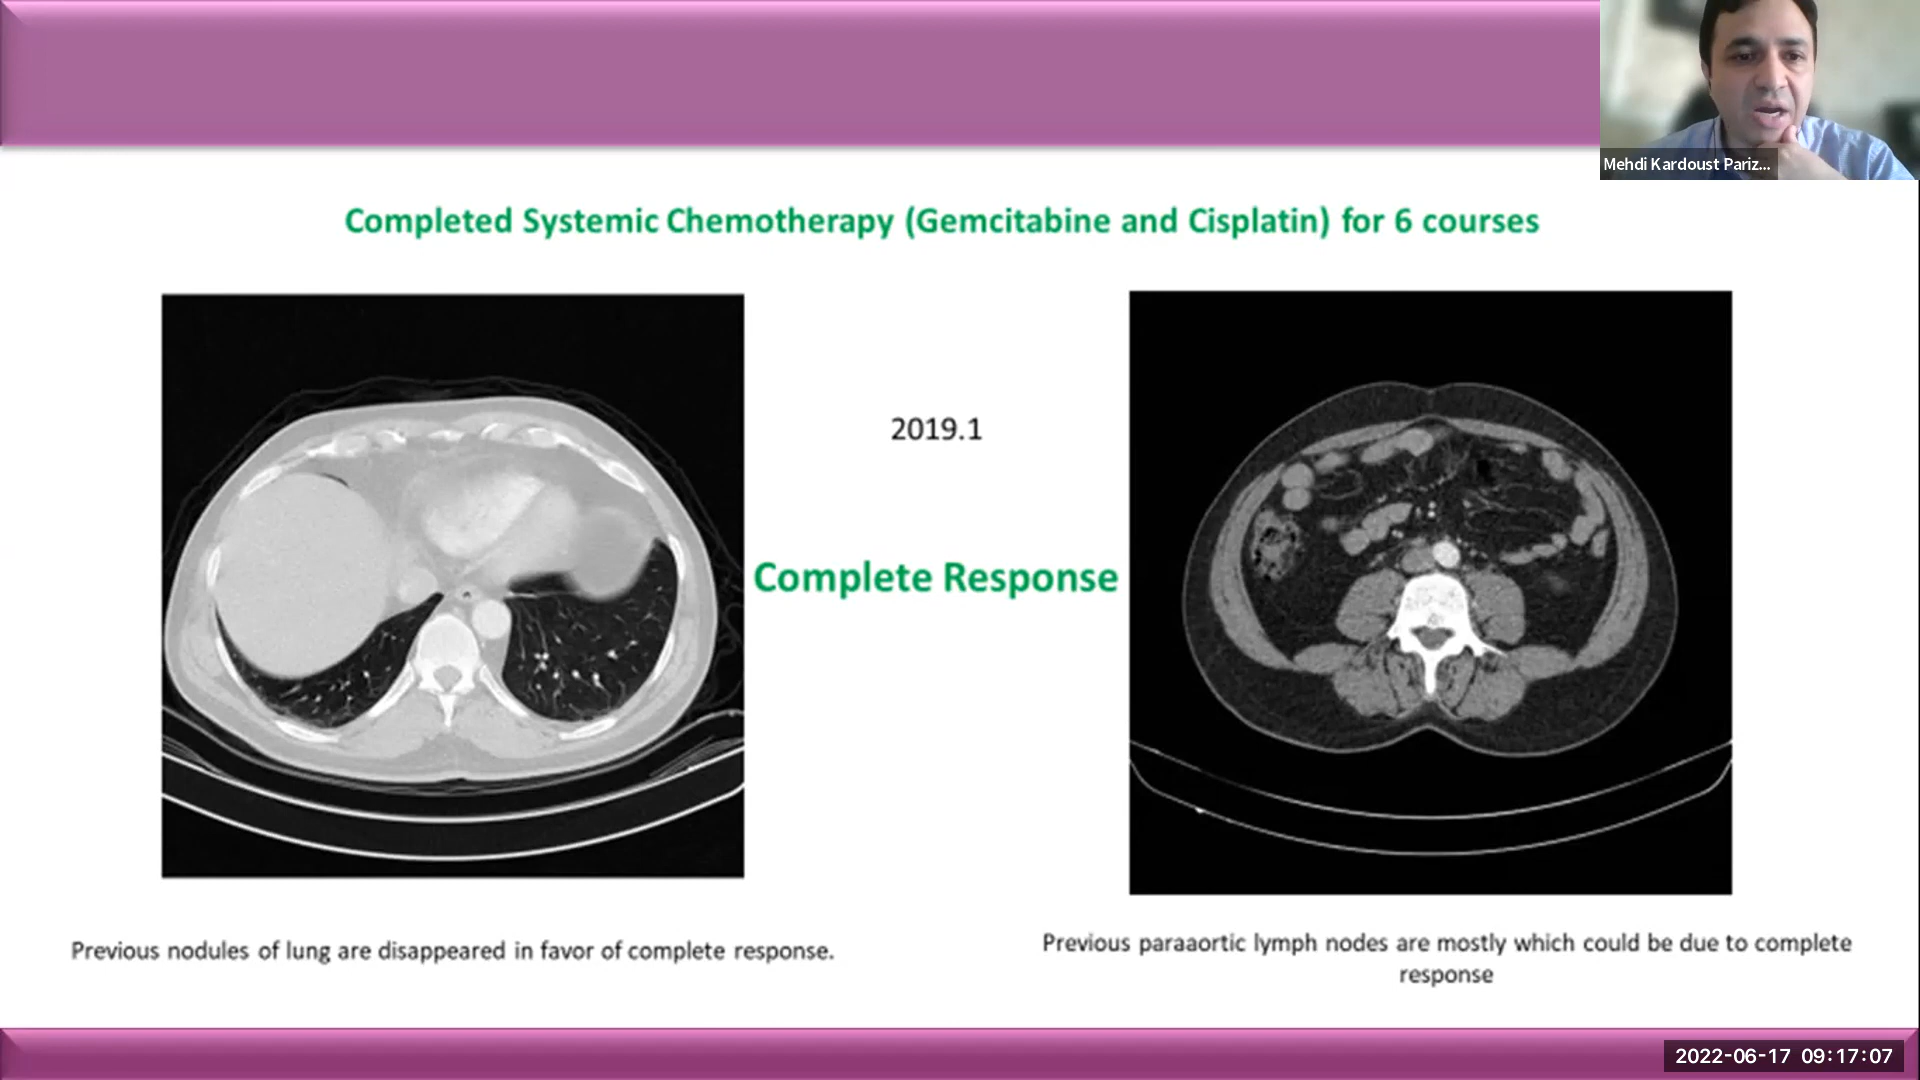 Mehdi Kardoust Pariz...
Completed Systemic Chemotherapy (Gemcitabine and Cisplatin) for 6 courses
2019.1
Complete Response
Previous nodules of lung are disappeared in favor of complete response.
Previous paraaortic lymph nodes are mostly which could be due to complete
response
2022-06-17 09:17:07